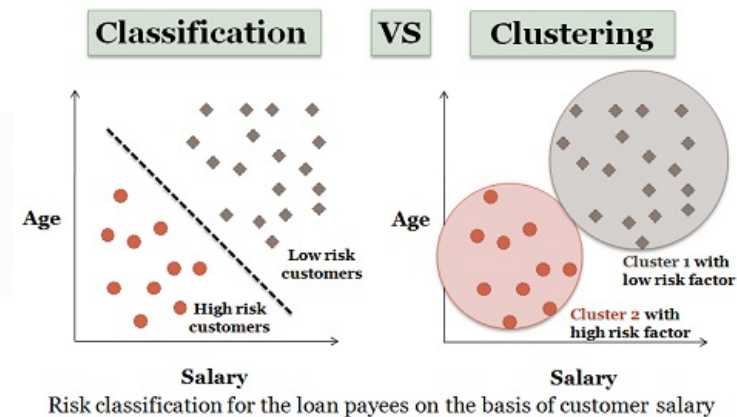 Classification
VS
Clustering
Age
Low risk
customers
High risk
customers
Salary
Age
Cluster 1 with
low risk factor
Cluster 2 with
high risk factor
Salary
Risk classification for the loan payees on the basis of customer salary